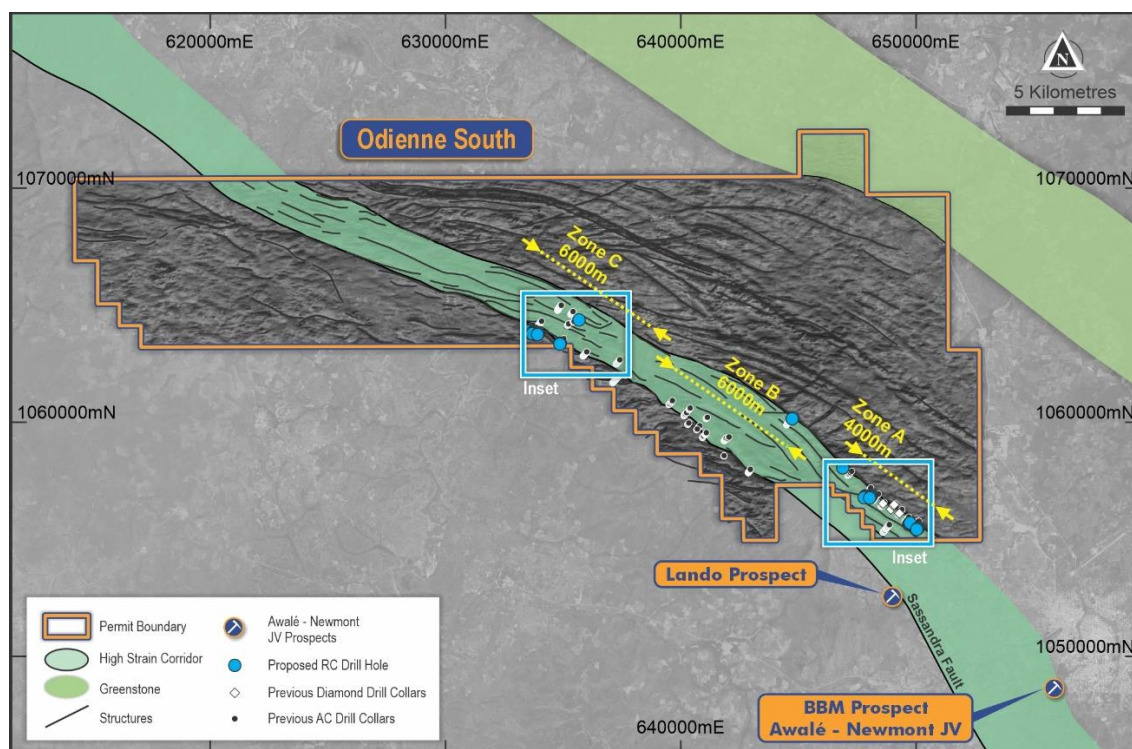 620000mE
630000mE
640000mE
650000mE
N
5 Kilometres
Odienne South
1070000mN
1070000mN
Zone C
6000m
Zone B
6000m
Zone A
4000m
1060000mN
1060000mN
Inset
Inset
Lando Prospect
Sassandra Fault
1050000mN
BBM Prospect
Awalé - Newmont JV
640000mE
Permit Boundary
High Strain Corridor
Greenstone
Structures
Awalé - Newmont
JV Prospects
Proposed RC Drill Hole
Previous Diamond Drill Collars
Previous AC Drill Collars